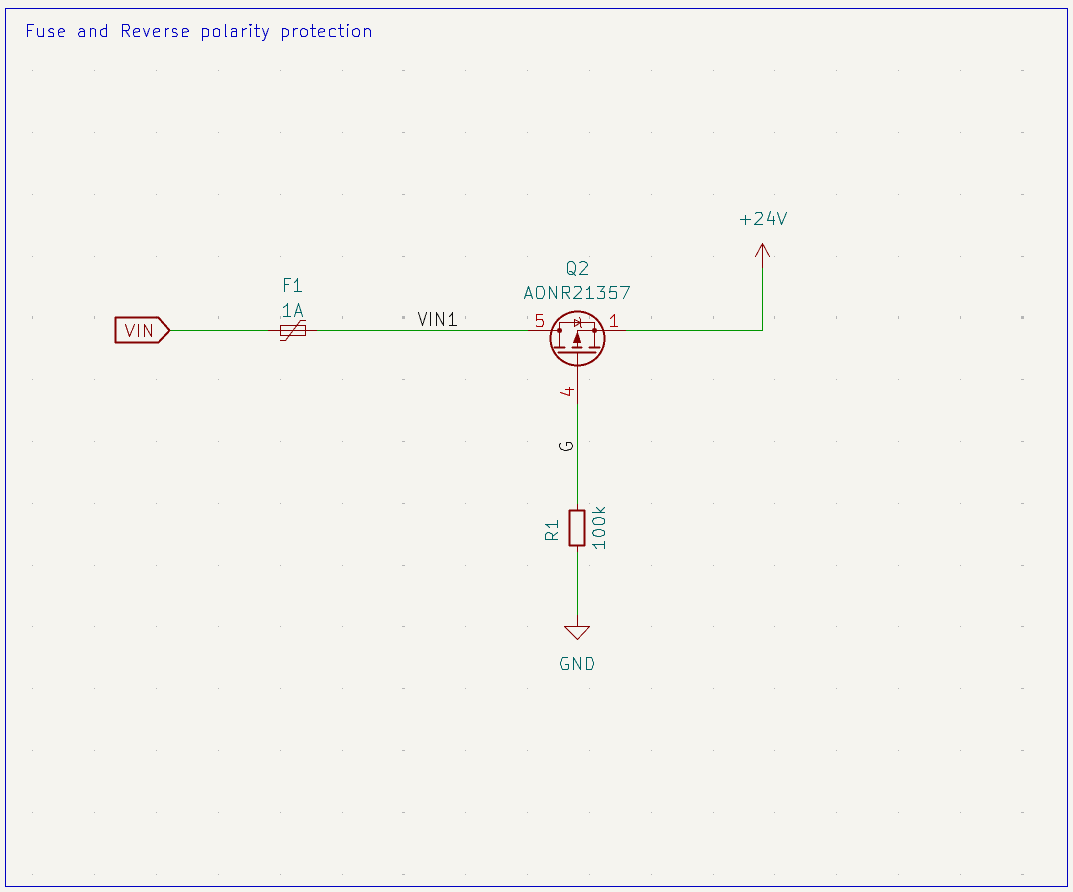 Fuse and Reverse polarity protection
+24V
Q2
AONR21357
F1
1A
VIN
VIN1
5
1
4
G
R1
100k
GND